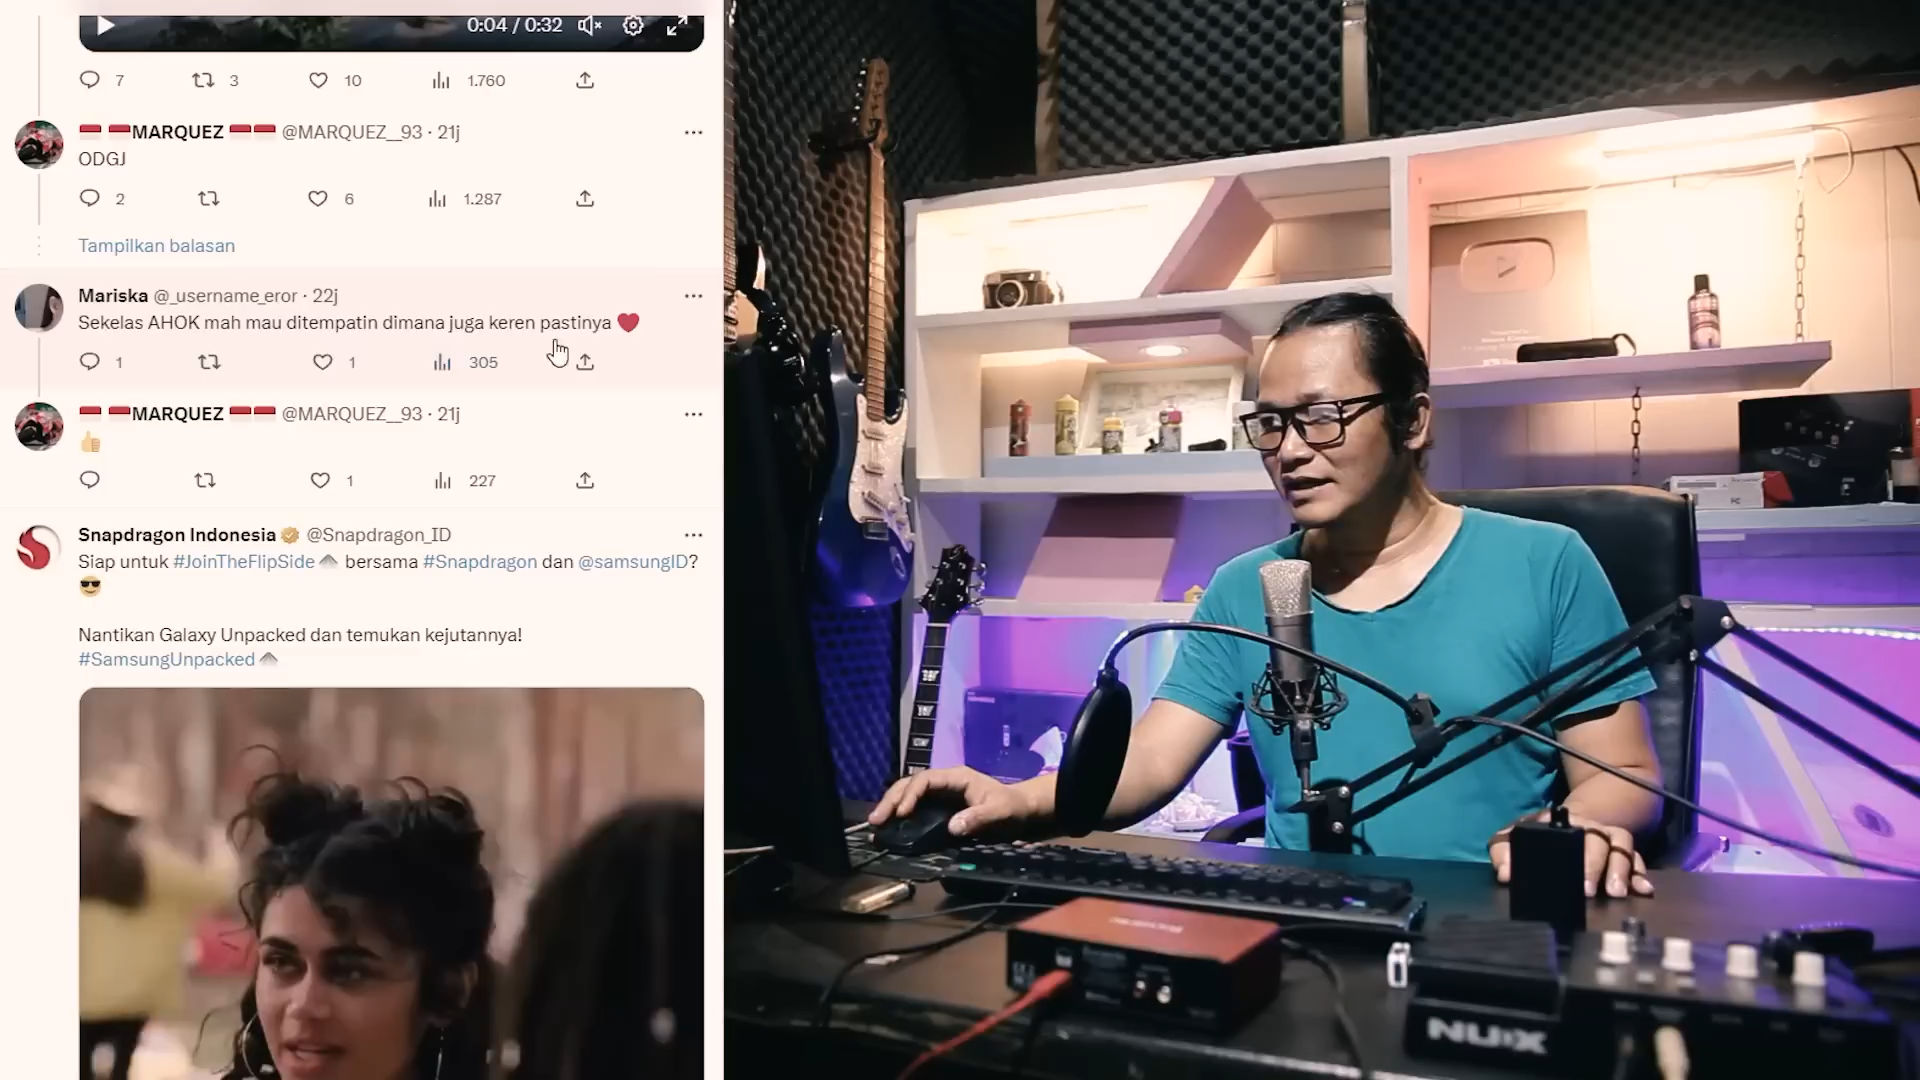 0:04 / 0:32
7 3 10 1.760
MARQUEZ @MARQUEZ__93 · 21j
ODGJ
2 6 1.287
Tampilkan balasan
Mariska @_username_eror · 22j
Sekelas AHOK mah mau ditempatin dimana juga keren pastinya ❤️
1 1 305
MARQUEZ @MARQUEZ__93 · 21j
👍
1 227
Snapdragon Indonesia @Snapdragon_ID
Siap untuk #JoinTheFlipSide bersama #Snapdragon dan @samsungID?
😎
Nantikan Galaxy Unpacked dan temukan kejutannya!
#SamsungUnpacked
NUX